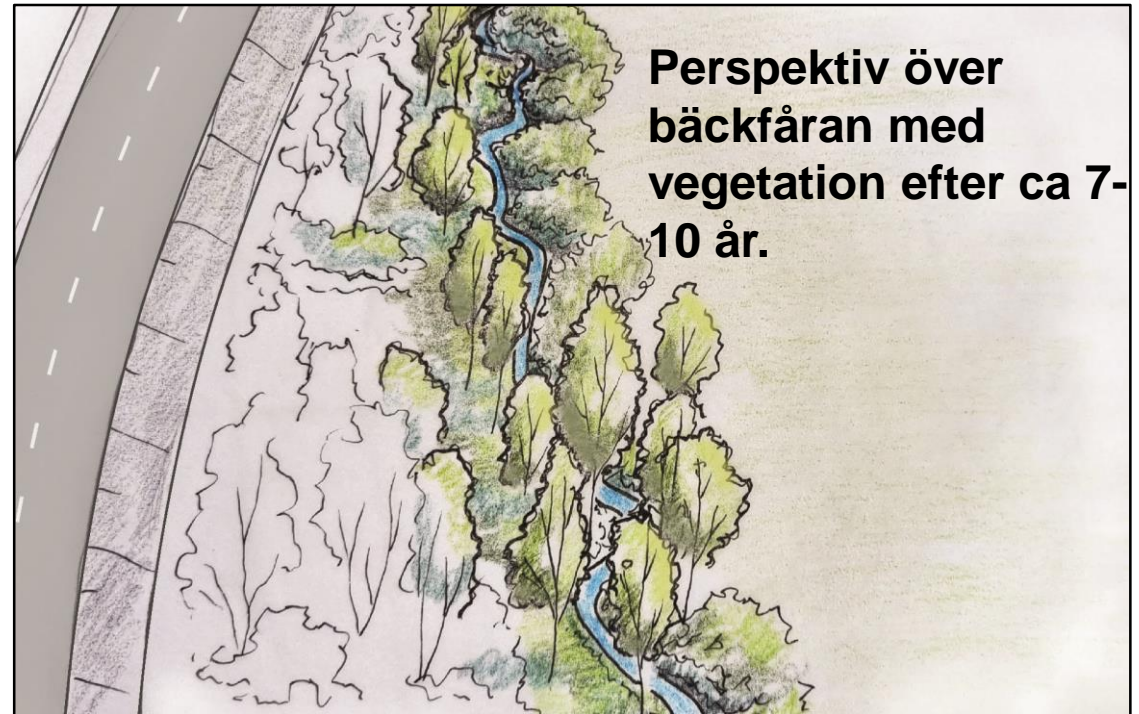 Perspektiv över
bäckfåran med
vegetation efter ca 7-
10 år.